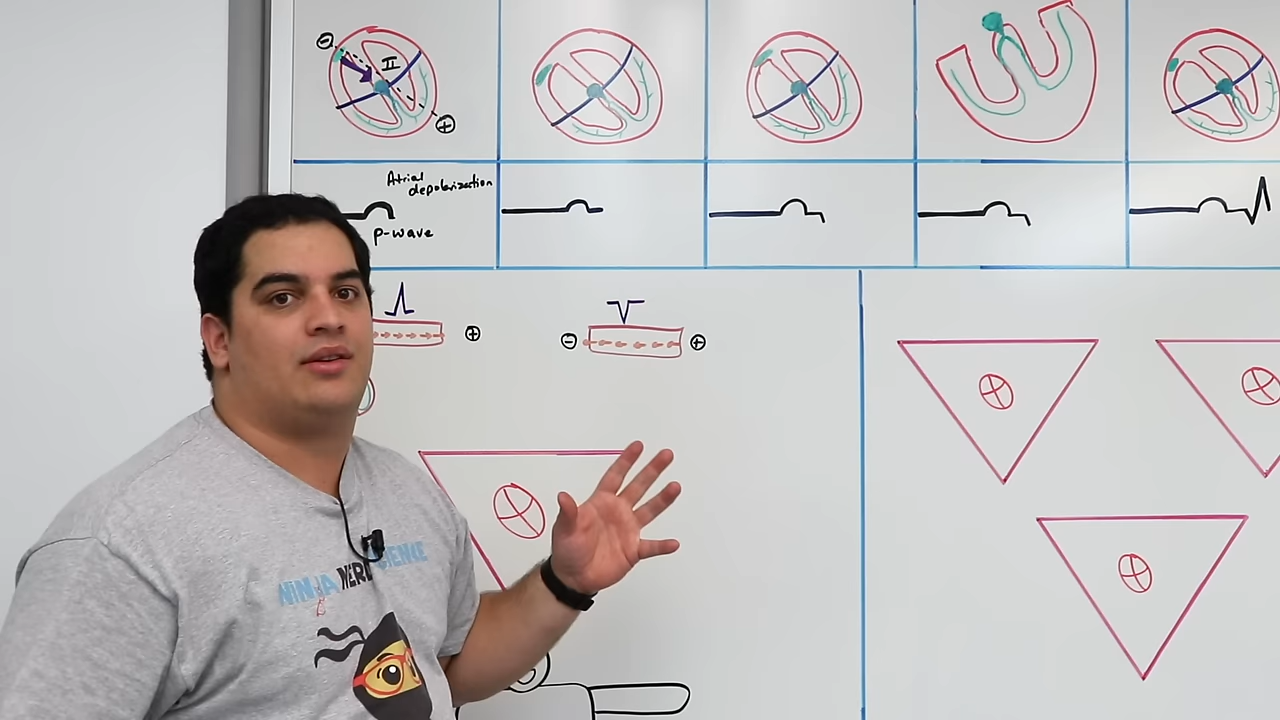 ⊖
II
⊕
Atrial
depolarization
p-wave
⊕
⊖
⊕
NINJA NERD SCIENCE